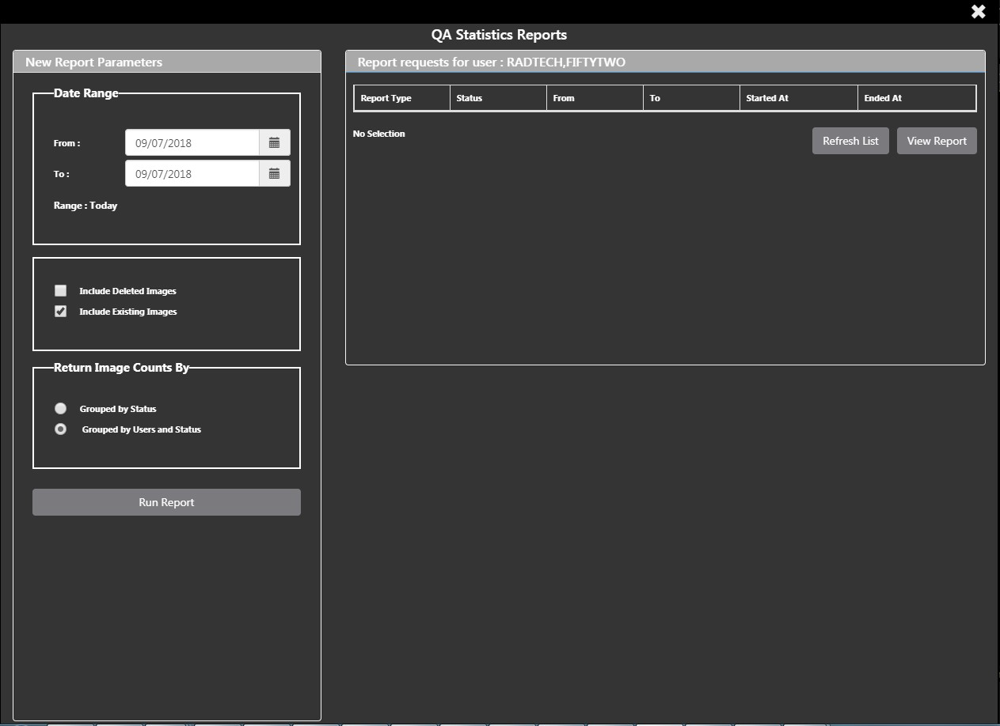 QA Statistics Reports
New Report Parameters
Date Range
From :
09/07/2018
To :
09/07/2018
Range : Today
Include Deleted Images
Include Existing Images
Return Image Counts By
Grouped by Status
Grouped by Users and Status
Run Report
Report requests for user : RADTECH,FIFTYTWO
Report Type Status From To Started At Ended At
No Selection
Refresh List View Report